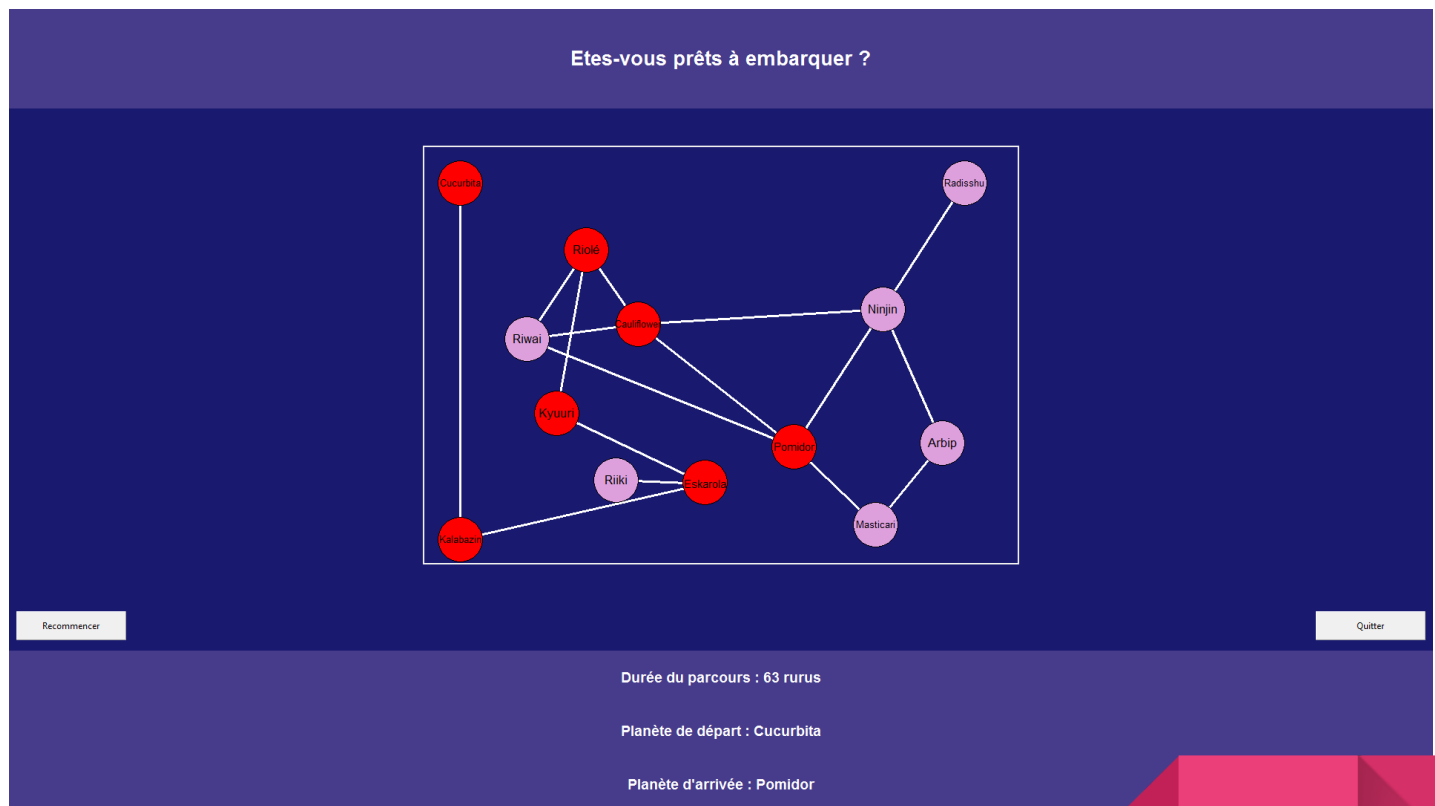 Etes-vous prêts à embarquer ?
Cucurbita
Radisshu
Riolé
Ninjin
Cauliflowe
Riwai
Kyuuri
Pomidor
Arbip
Riiki
Eskarola
Masticari
Kalabazin
Recommencer
Quitter
Durée du parcours : 63 rurus
Planète de départ : Cucurbita
Planète d'arrivée : Pomidor